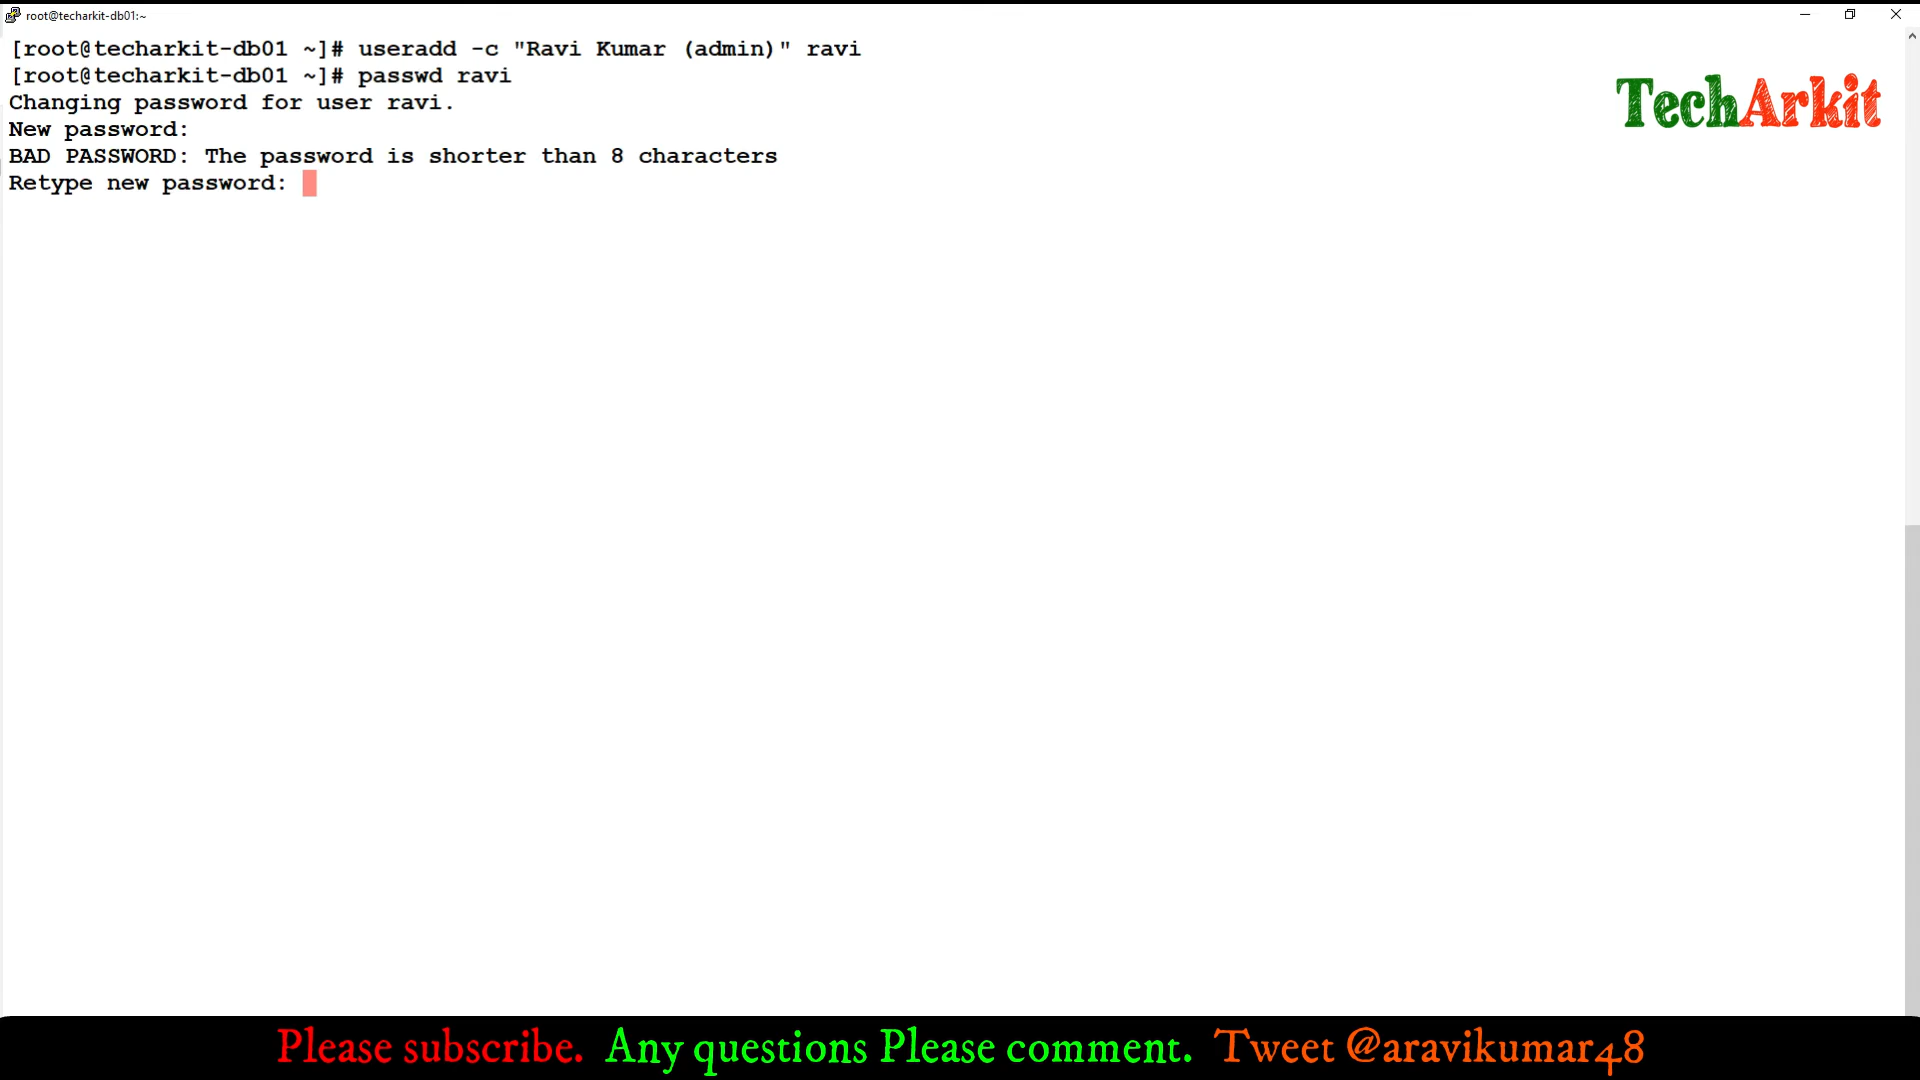 root@techarkit-db01:~
[root@techarkit-db01 ~]# useradd -c "Ravi Kumar (admin)" ravi
[root@techarkit-db01 ~]# passwd ravi
Changing password for user ravi.
New password:
BAD PASSWORD: The password is shorter than 8 characters
Retype new password:
TechArkit
Please subscribe. Any questions Please comment. Tweet @aravikumar48